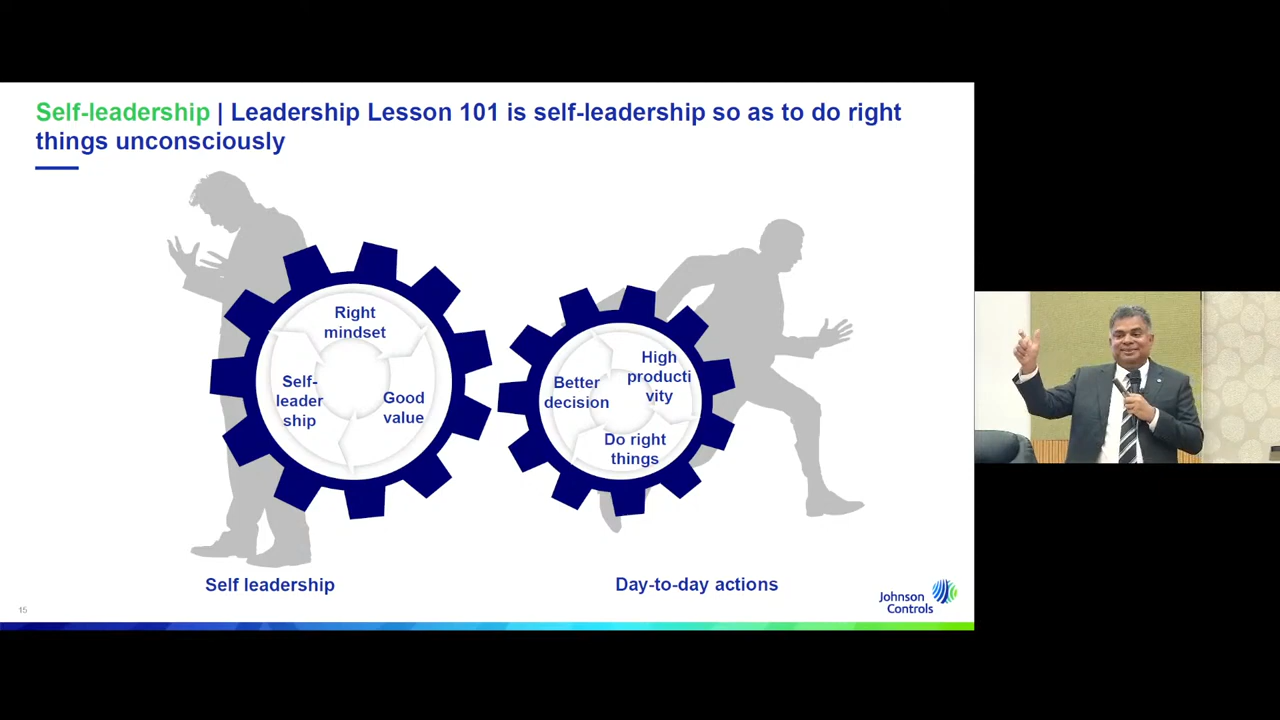 Self-leadership | Leadership Lesson 101 is self-leadership so as to do right
things unconsciously
Right
mindset
Self-
leader
ship
Good
value
High
producti
vity
Better
decision
Do right
things
Self leadership
Day-to-day actions
15
Johnson
Controls